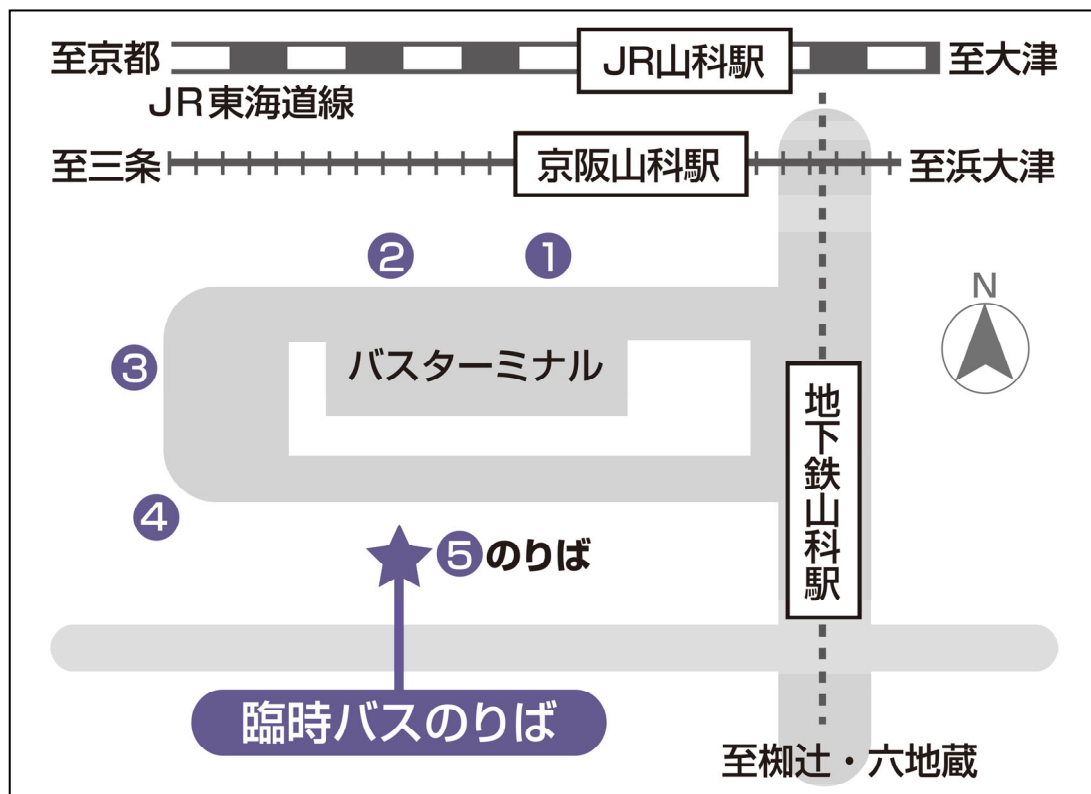 至京都
JR山科駅
至大津
JR東海道線
至三条
京阪山科駅
至浜大津
2
1
N
3
バスターミナル
地下鉄山科駅
4
5のりば
臨時バスのりば
至椥辻・六地蔵